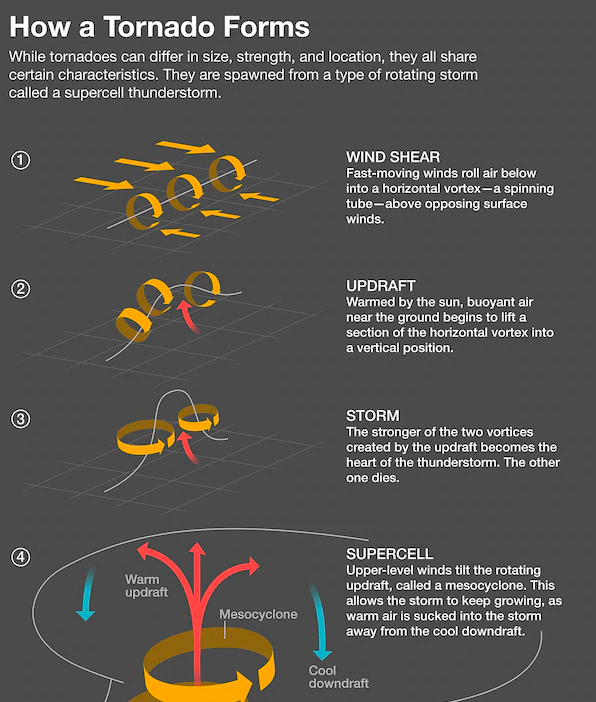 How a Tornado Forms
While tornadoes can differ in size, strength, and location, they all share
certain characteristics. They are spawned from a type of rotating storm
called a supercell thunderstorm.
1
WIND SHEAR
Fast-moving winds roll air below
into a horizontal vortex—a spinning
tube—above opposing surface
winds.
2
UPDRAFT
Warmed by the sun, buoyant air
near the ground begins to lift a
section of the horizontal vortex into
a vertical position.
3
STORM
The stronger of the two vortices
created by the updraft becomes the
heart of the thunderstorm. The other
one dies.
4
SUPERCELL
Upper-level winds tilt the rotating
updraft, called a mesocyclone. This
allows the storm to keep growing, as
warm air is sucked into the storm
away from the cool downdraft.
Warm
updraft
Mesocyclone
Cool
downdraft